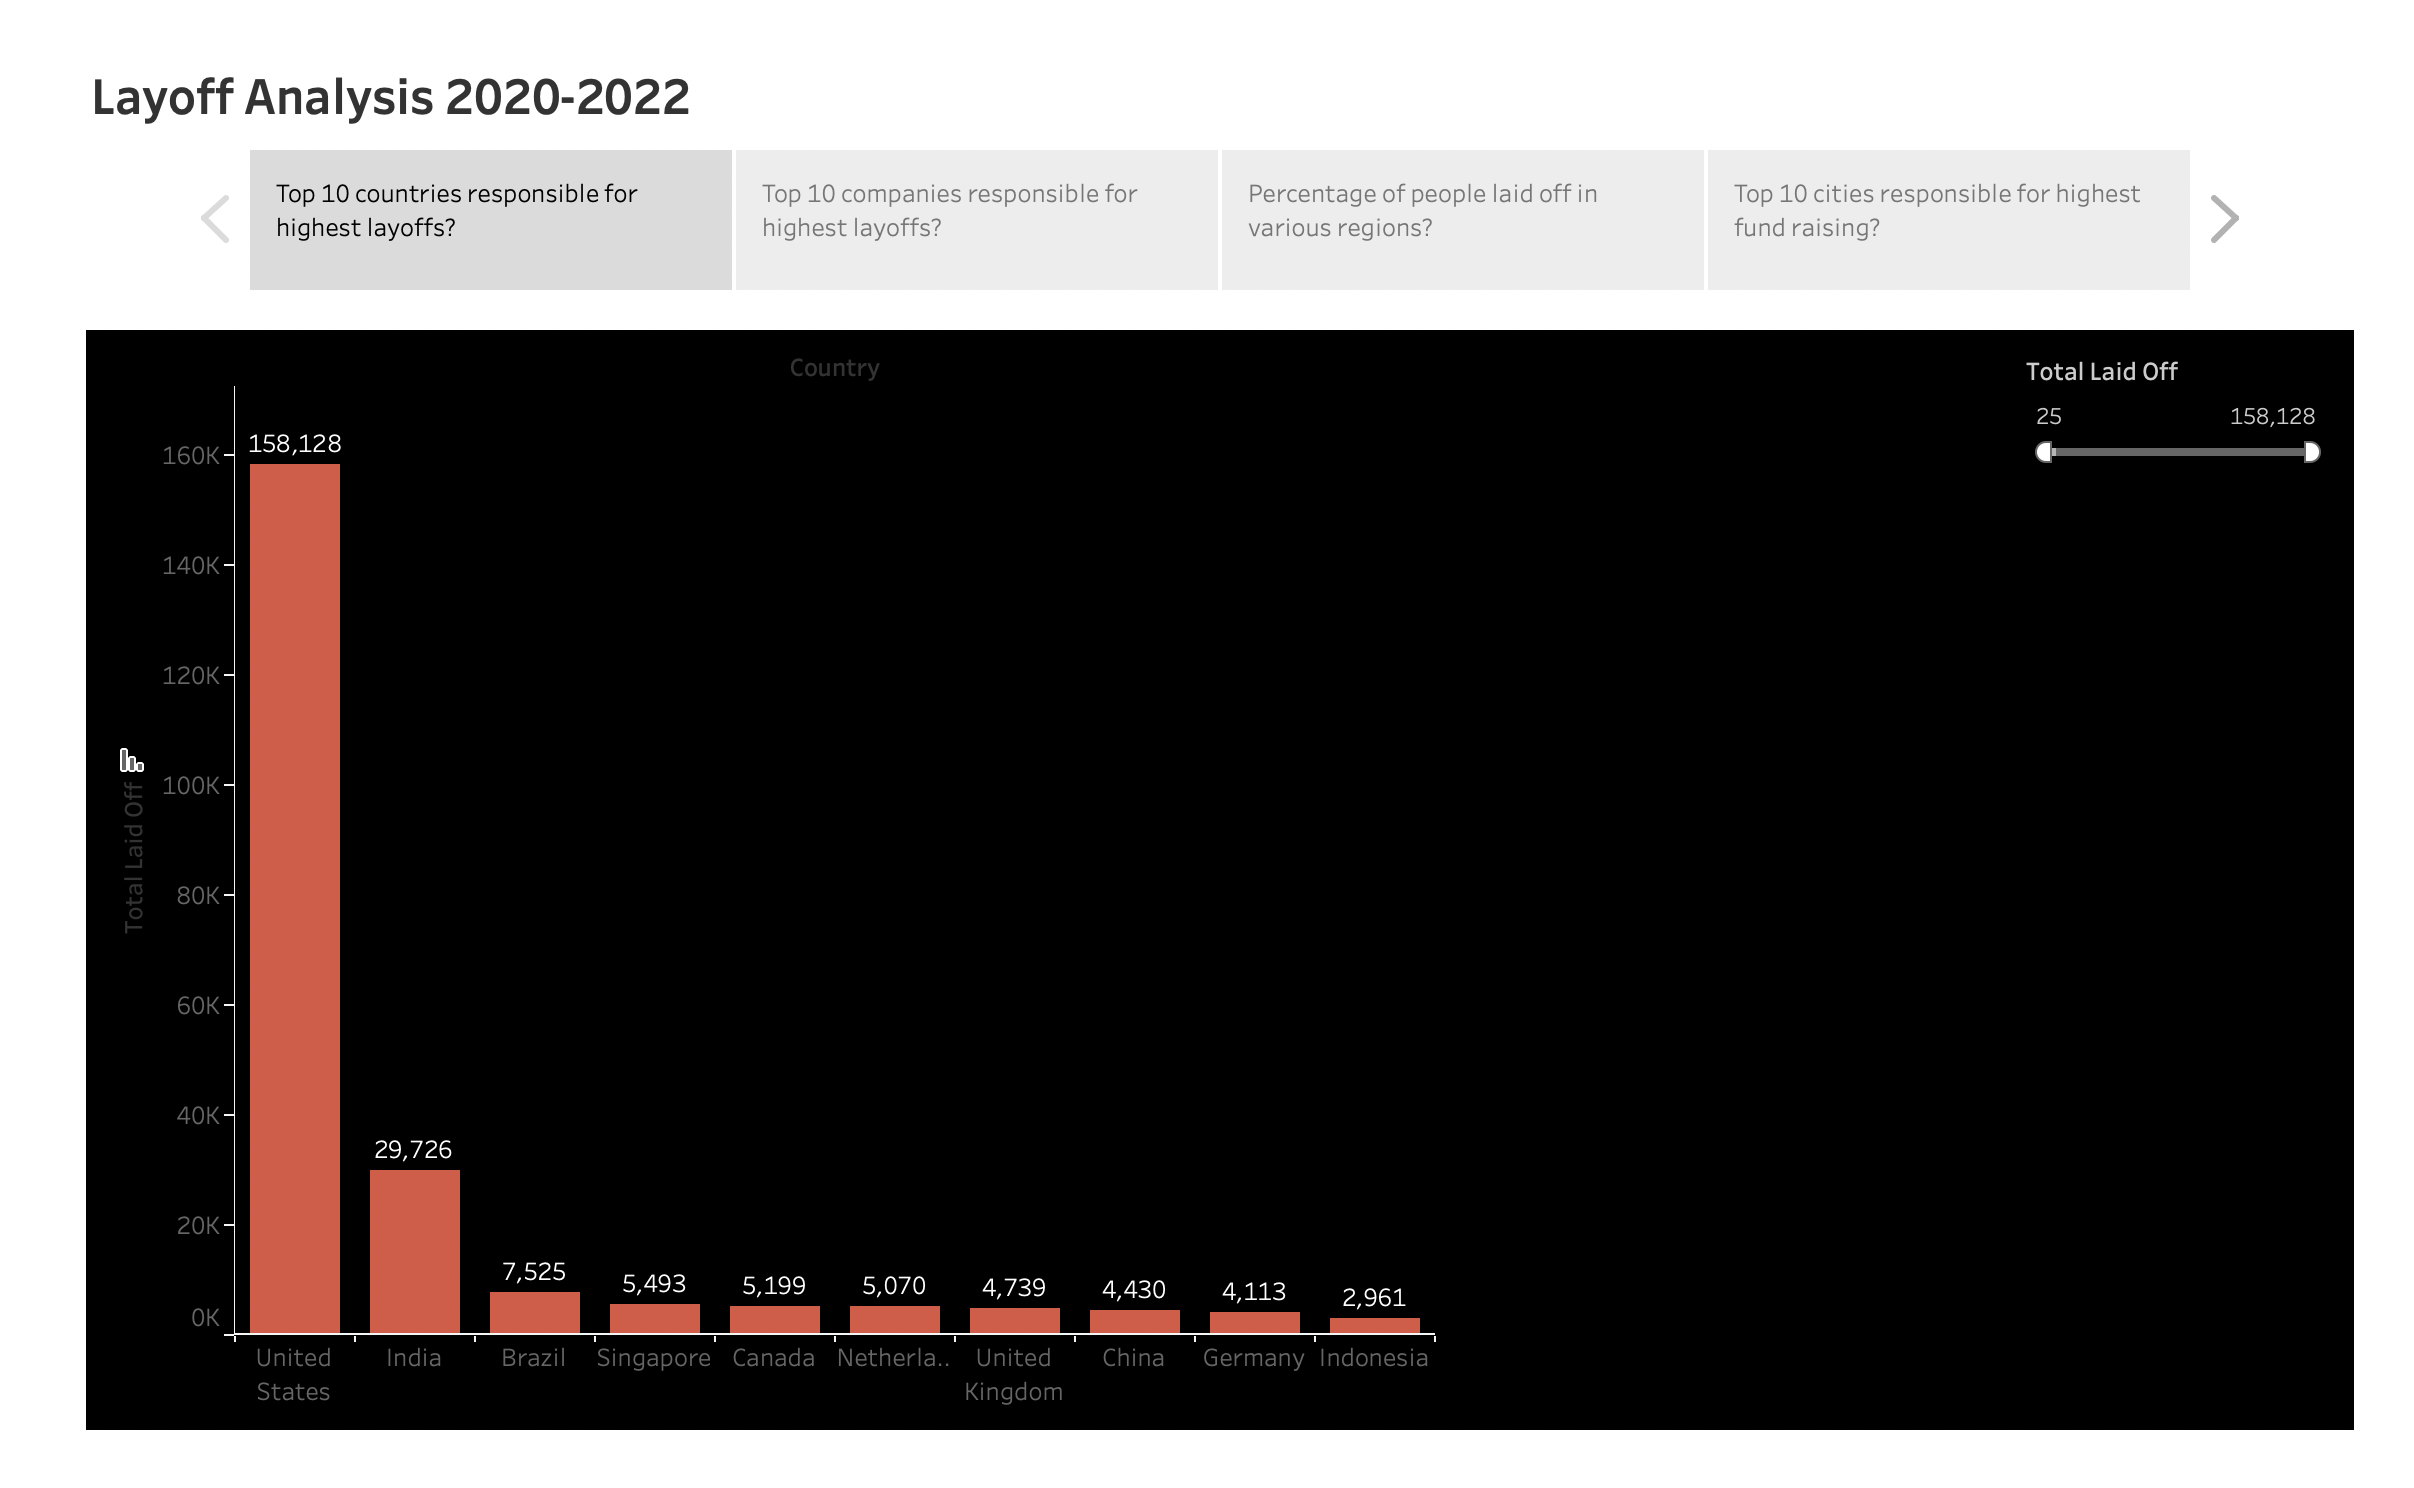 Layoff Analysis 2020-2022
Top 10 countries responsible for
highest layoffs?
Top 10 companies responsible for
highest layoffs?
Percentage of people laid off in
various regions?
Top 10 cities responsible for highest
fund raising?
Country
Total Laid Off
25 158,128
Total Laid Off
160K
140K
120K
100K
80K
60K
40K
20K
0K
158,128
29,726
7,525
5,493
5,199
5,070
4,739
4,430
4,113
2,961
United
States
India
Brazil
Singapore
Canada
Netherla..
United
Kingdom
China
Germany
Indonesia